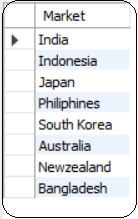 Market
India
Indonesia
Japan
Philiphines
South Korea
Australia
Newzealand
Bangladesh